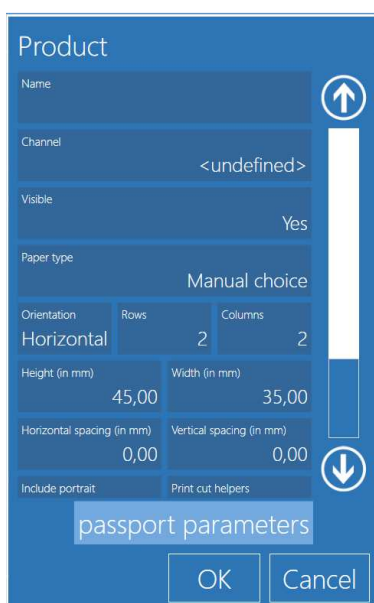 Product
Name
Channel
<undefined>
Visible
Yes
Paper type
Manual choice
Orientation Rows Columns
Horizontal 2 2
Height (in mm) Width (in mm)
45,00 35,00
Horizontal spacing (in mm) Vertical spacing (in mm)
0,00 0,00
Include portrait Print cut helpers
passport parameters
OK Cancel